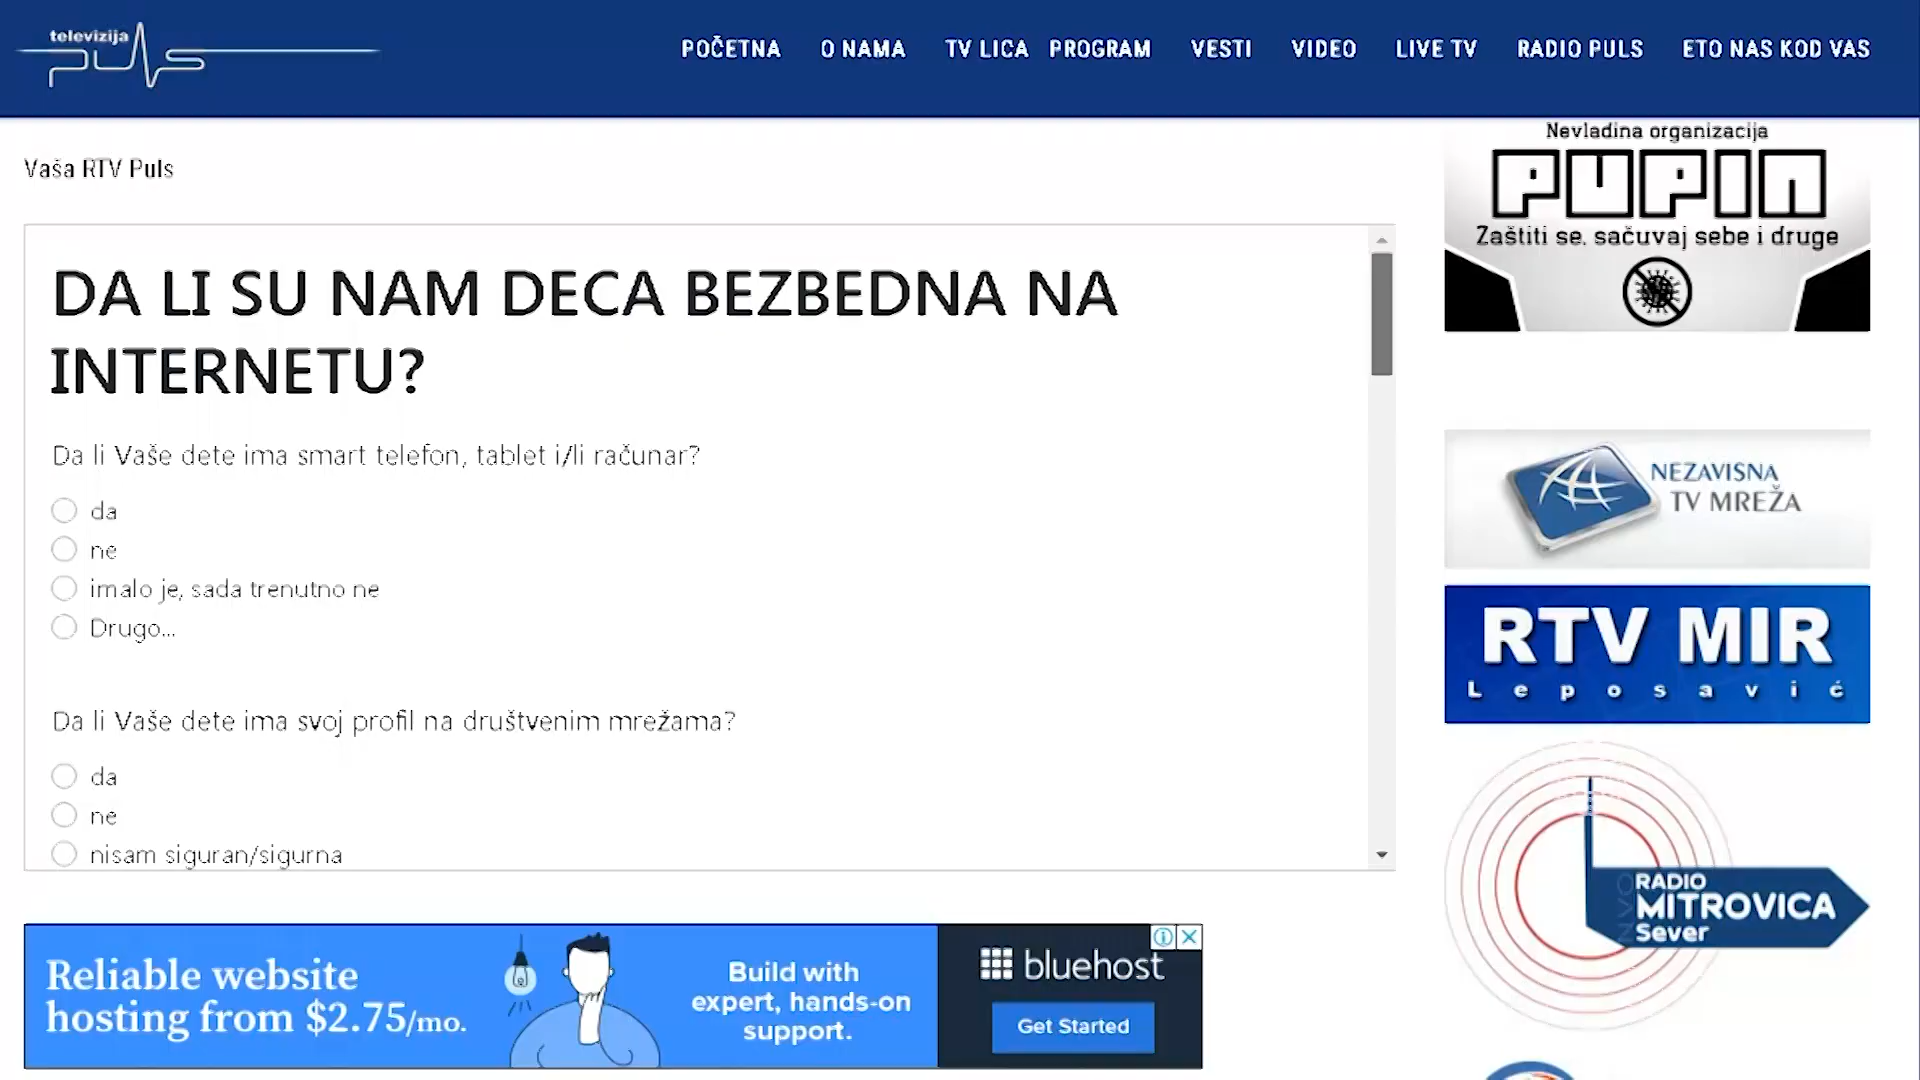 televizija
puls
POČETNA
O NAMA
TV LICA
PROGRAM
VESTI
VIDEO
LIVE TV
RADIO PULS
ETO NAS KOD VAS
Vaša RTV Puls
DA LI SU NAM DECA BEZBEDNA NA
INTERNETU?
Da li Vaše dete ima smart telefon, tablet i/li računar?
da
ne
imalo je, sada trenutno ne
Drugo...
Da li Vaše dete ima svoj profil na društvenim mrežama?
da
ne
nisam siguran/sigurna
Reliable website
hosting from $2.75/mo.
Build with
expert, hands-on
support.
bluehost
Get Started
Nevladina organizacija
PUPIN
Zaštiti se, sačuvaj sebe i druge
NEZAVISNA
TV MREŽA
RTV MIR
Leposavić
RADIO
MITROVICA
Sever